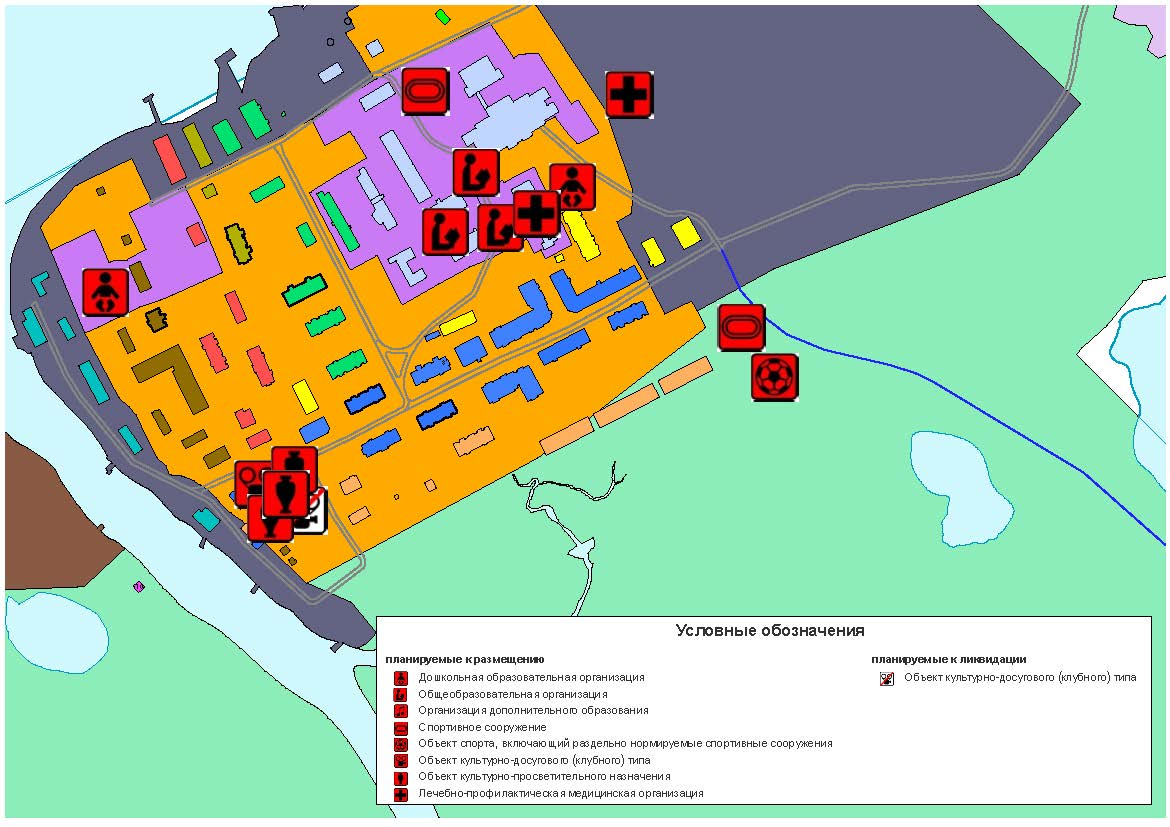 Условные обозначения
планируемые к размещению
Дошкольная образовательная организация
Общеобразовательная организация
Организация дополнительного образования
Спортивное сооружение
Объект спорта, включающий раздельно нормируемые спортивные сооружения
Объект культурно-досугового (клубного) типа
Объект культурно-просветительного назначения
Лечебно-профилактическая медицинская организация
планируемые к ликвидации
Объект культурно-досугового (клубного) типа